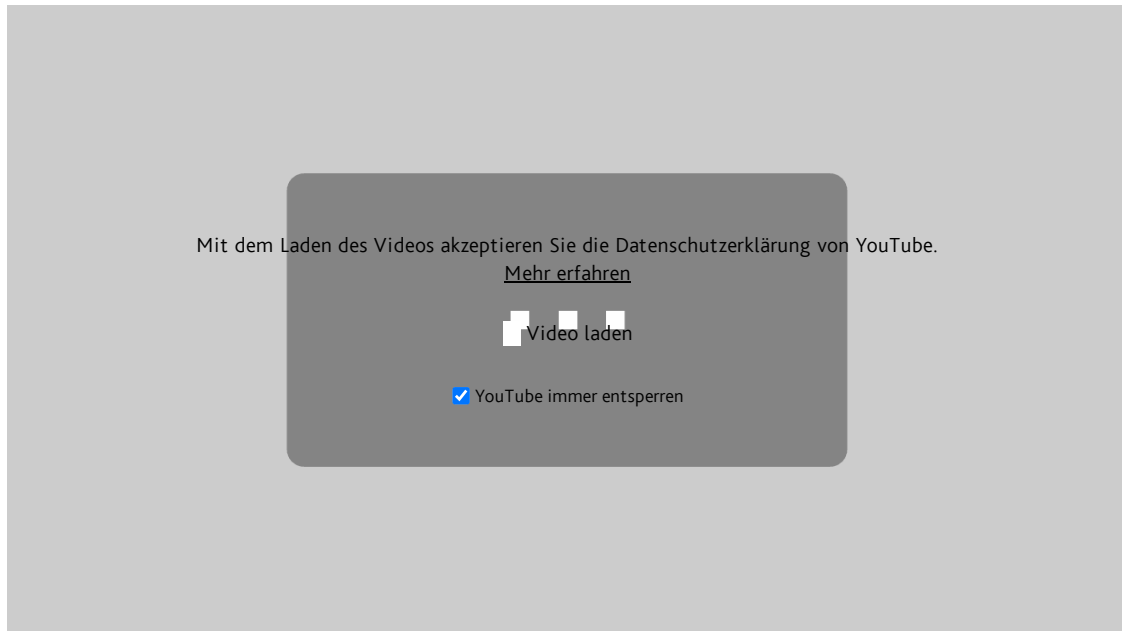 Mit dem Laden des Videos akzeptieren Sie die Datenschutzerklärung von YouTube.
Mehr erfahren
Video laden
YouTube immer entsperren